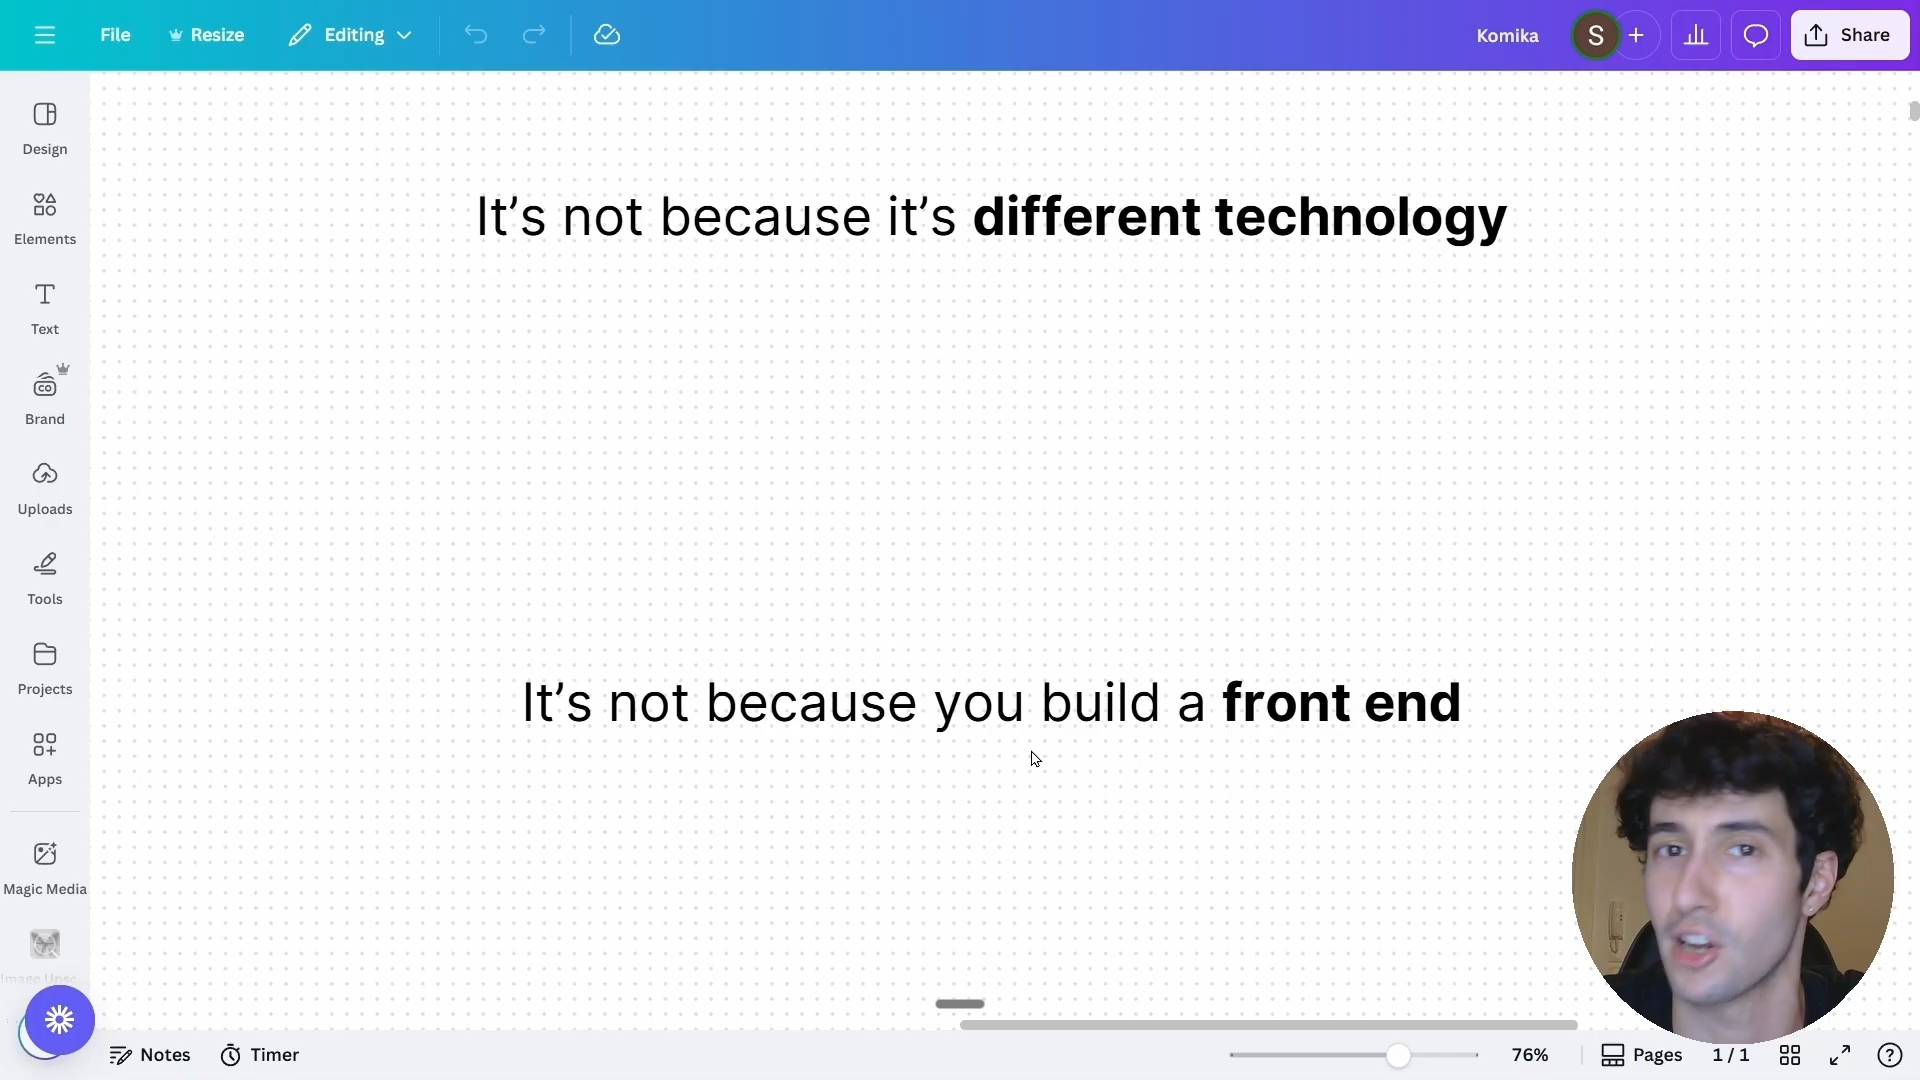 File
Resize
Editing
Komika
S
Share
Design
Elements
Text
Brand
CO
Uploads
Tools
Projects
Apps
Magic Media
It’s not because it’s different technology
It’s not because you build a front end
Notes
Timer
76%
Pages
1 / 1
?